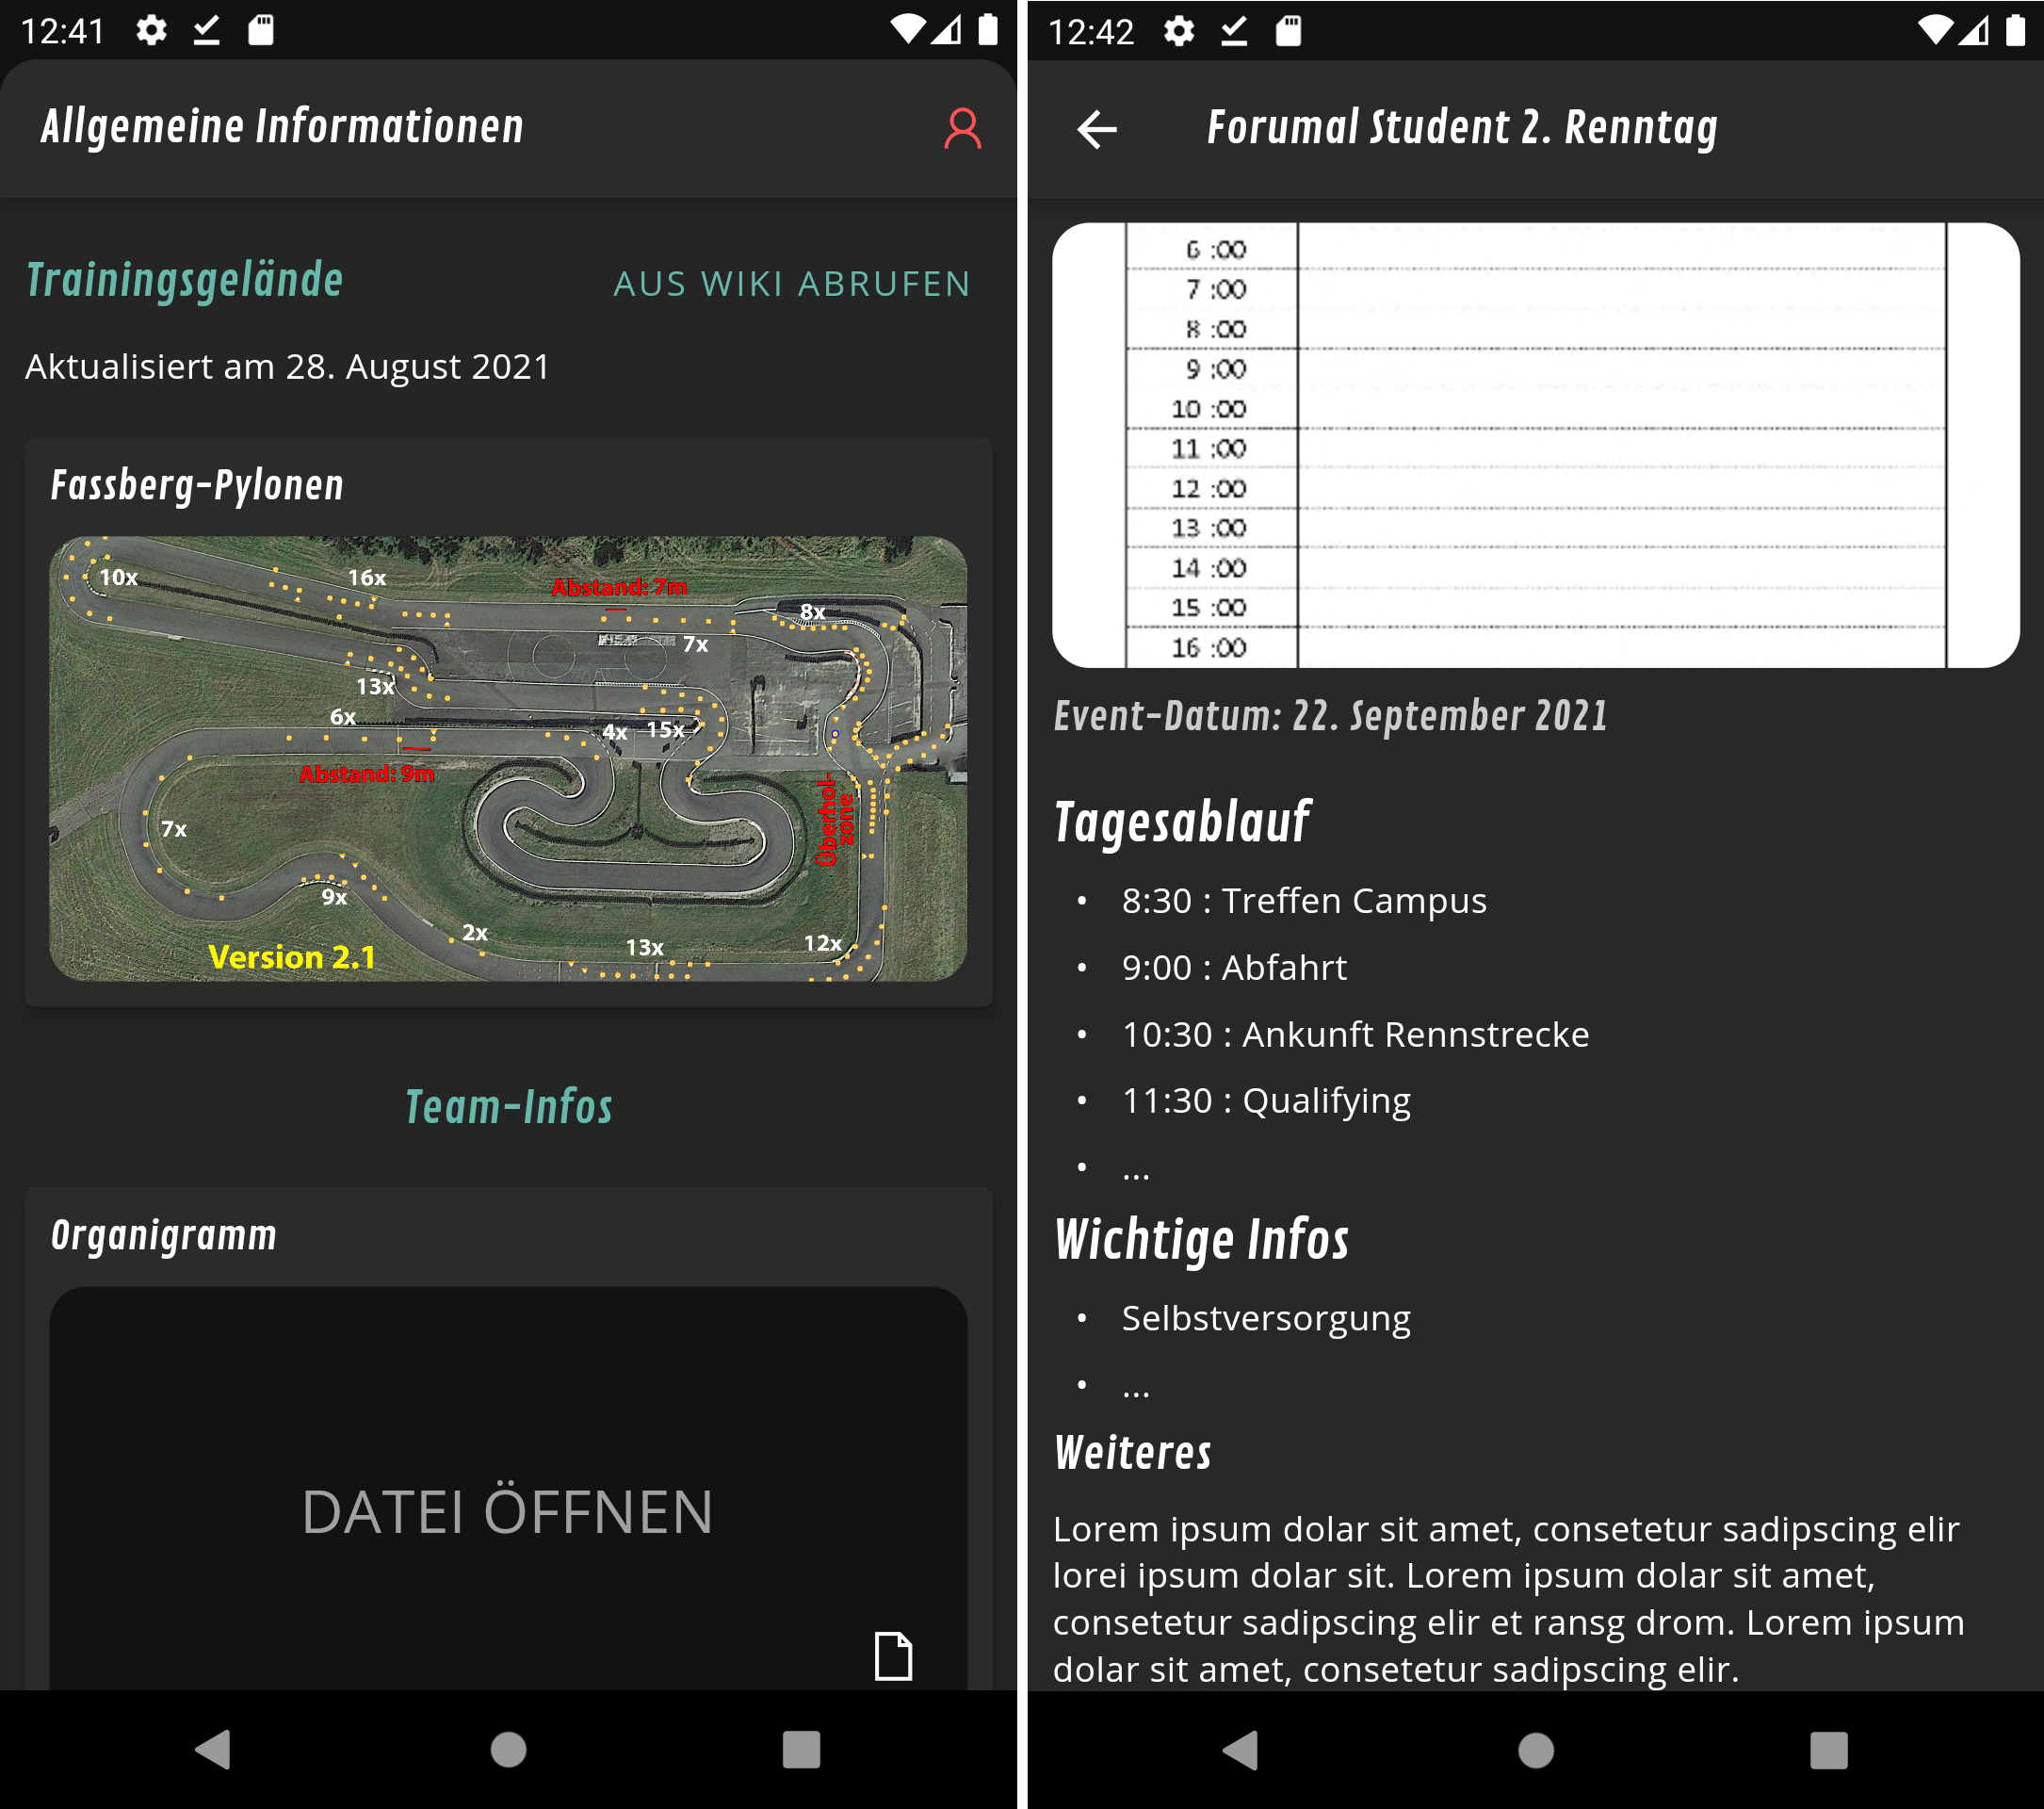 12:41
Allgemeine Informationen
Trainingsgelände
AUS WIKI ABRUFEN
Aktualisiert am 28. August 2021
Fassberg-Pylonen
10x
16x
Abstand: 7m
8x
7x
13x
6x
4x
15x
Abstand: 9m
Überhol-
zone
7x
9x
2x
13x
12x
Version 2.1
Team-Infos
Organigramm
DATEI ÖFFNEN
12:42
Forumal Student 2. Renntag
6 :00
7 :00
8 :00
9 :00
10 :00
11 :00
12 :00
13 :00
14 :00
15 :00
16 :00
Event-Datum: 22. September 2021
Tagesablauf
• 8:30 : Treffen Campus
• 9:00 : Abfahrt
• 10:30 : Ankunft Rennstrecke
• 11:30 : Qualifying
• ...
Wichtige Infos
• Selbstversorgung
• ...
Weiteres
Lorem ipsum dolar sit amet, consetetur sadipscing elir
lorei ipsum dolar sit. Lorem ipsum dolar sit amet,
consetetur sadipscing elir et ransg drom. Lorem ipsum
dolar sit amet, consetetur sadipscing elir.